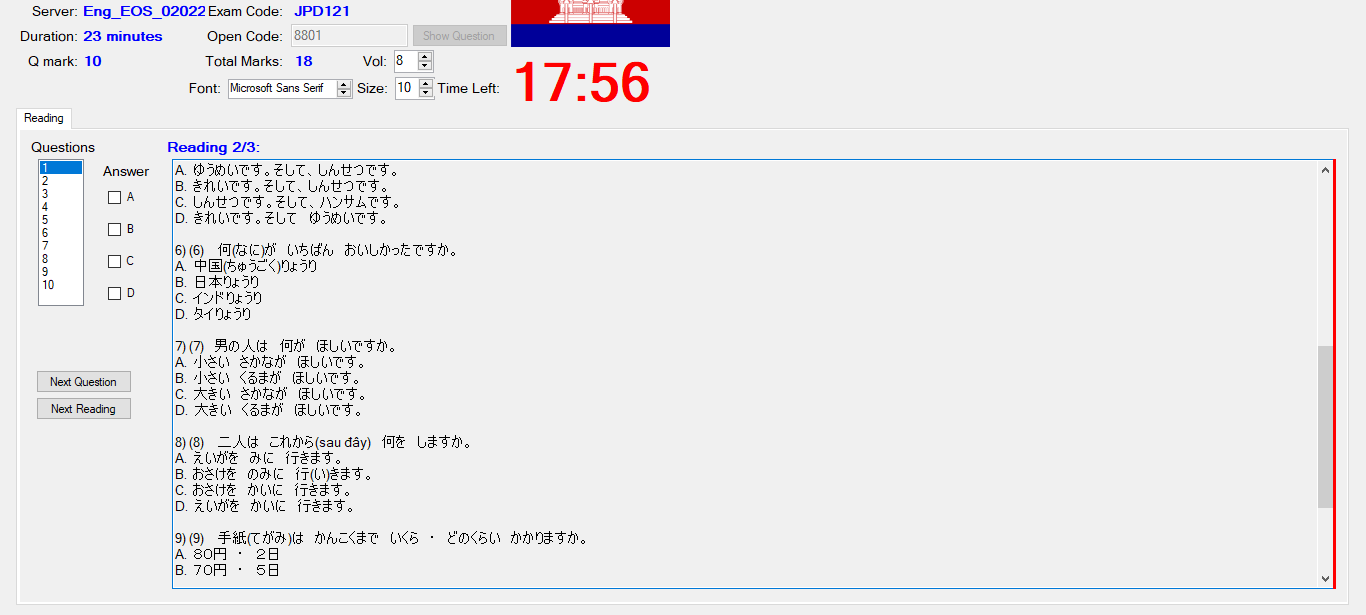 Server: Eng_EOS_02022 Exam Code: JPD121
Duration: 23 minutes Open Code: 8801 Show Question
Q mark: 10 Total Marks: 18 Vol: 8
Font: Microsoft Sans Serif Size: 10 Time Left: 17:56
Reading
Questions
Answer
1
2
3
4
5
6
7
8
9
10
A
B
C
D
Next Question
Next Reading
Reading 2/3:
A. ゆうめいです。そして、しんせつです。
B. きれいです。そして、しんせつです。
C. しんせつです。そして、ハンサムです。
D. きれいです。そして　ゆうめいです。
6) (6)　何(なに)が　いちばん　おいしかったですか。
A. 中国(ちゅうごく)りょうり
B. 日本りょうり
C. インドりょうり
D. タイりょうり
7) (7)　男の人は　何が　ほしいですか。
A. 小さい　さかなが　ほしいです。
B. 小さい　くるまが　ほしいです。
C. 大きい　さかなが　ほしいです。
D. 大きい　くるまが　ほしいです。
8) (8)　二人は　これから(sau đây)　何を　しますか。
A. えいがを　みに　行きます。
B. おさけを　のみに　行(い)きます。
C. おさけを　かいに　行きます。
D. えいがを　かいに　行きます。
9) (9)　手紙(てがみ)は　かんこくまで　いくら　・　どのくらい　かかりますか。
A. ８０円　・　２日
B. ７０円　・　５日